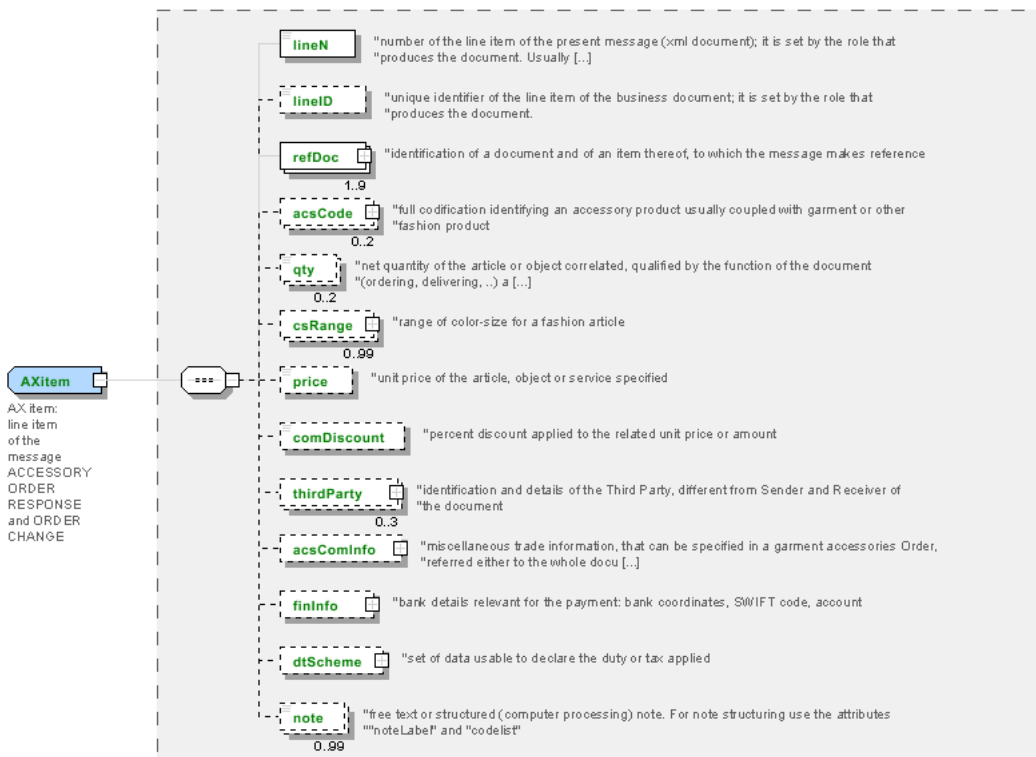 lineN
"number of the line item of the present message (xml document); it is set by the role that
"produces the document. Usually [...]
lineID
"unique identifier of the line item of the business document; it is set by the role that
"produces the document.
refDoc
"identification of a document and of an item thereof, to which the message makes reference
1..9
acsCode
"full codification identifying an accessory product usually coupled with garment or other
"fashion product
0..2
qty
"net quantity of the article or object correlated, qualified by the function of the document
"(ordering, delivering, ..) a [...]
0..2
csRange
"range of color-size for a fashion article
0..99
AXitem
AX item:
line item
of the
message
ACCESSORY
ORDER
RESPONSE
and ORDER
CHANGE
price
"unit price of the article, object or service specified
comDiscount
"percent discount applied to the related unit price or amount
thirdParty
"identification and details of the Third Party, different from Sender and Receiver of
"the document
0..3
acsComInfo
"miscellaneous trade information, that can be specified in a garment accessories Order,
"referred either to the whole docu [...]
finInfo
"bank details relevant for the payment: bank coordinates, SWIFT code, account
dtScheme
"set of data usable to declare the duty or tax applied
note
"free text or structured (computer processing) note. For note structuring use the attributes
""noteLabel" and "codelist"
0..99